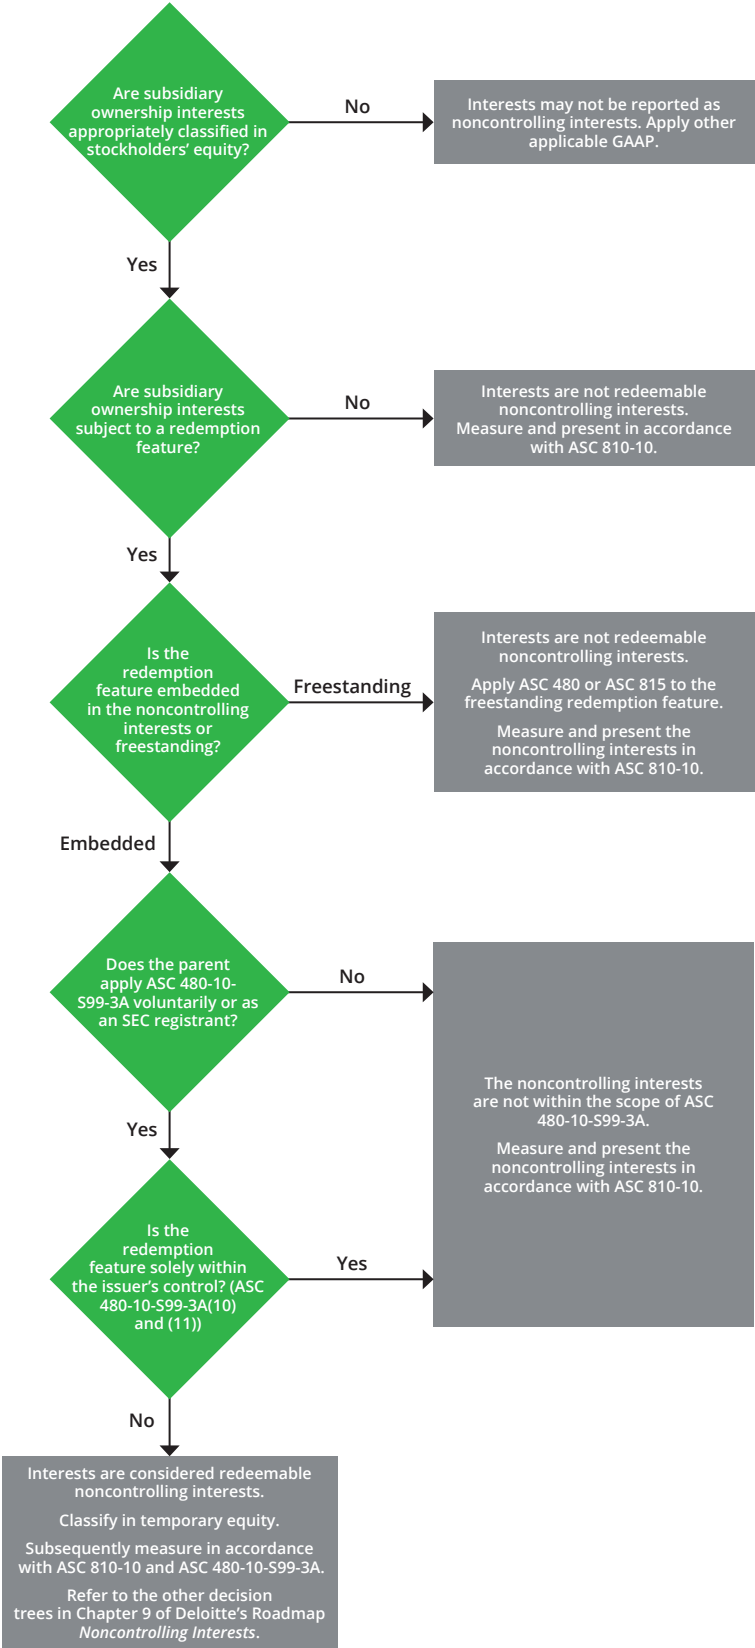 Are subsidiary
ownership interests
appropriately classified in
stockholders’ equity?
No
Interests may not be reported as
noncontrolling interests. Apply other
applicable GAAP.
Yes
Are subsidiary
ownership interests
subject to a redemption
feature?
No
Interests are not redeemable
noncontrolling interests.
Measure and present in accordance
with ASC 810-10.
Yes
Is the
redemption
feature embedded
in the noncontrolling
interests or
freestanding?
Freestanding
Interests are not redeemable
noncontrolling interests.
Apply ASC 480 or ASC 815 to the
freestanding redemption feature.
Measure and present the
noncontrolling interests in
accordance with ASC 810-10.
Embedded
Does the parent
apply ASC 480-10-
S99-3A voluntarily or as
an SEC registrant?
No
The noncontrolling interests
are not within the scope of ASC
480-10-S99-3A.
Measure and present the
noncontrolling interests in
accordance with ASC 810-10.
Yes
Is the
redemption
feature solely within
the issuer’s control? (ASC
480-10-S99-3A(10)
and (11))
Yes
No
Interests are considered redeemable
noncontrolling interests.
Classify in temporary equity.
Subsequently measure in accordance
with ASC 810-10 and ASC 480-10-S99-3A.
Refer to the other decision
trees in Chapter 9 of Deloitte’s Roadmap
Noncontrolling Interests.